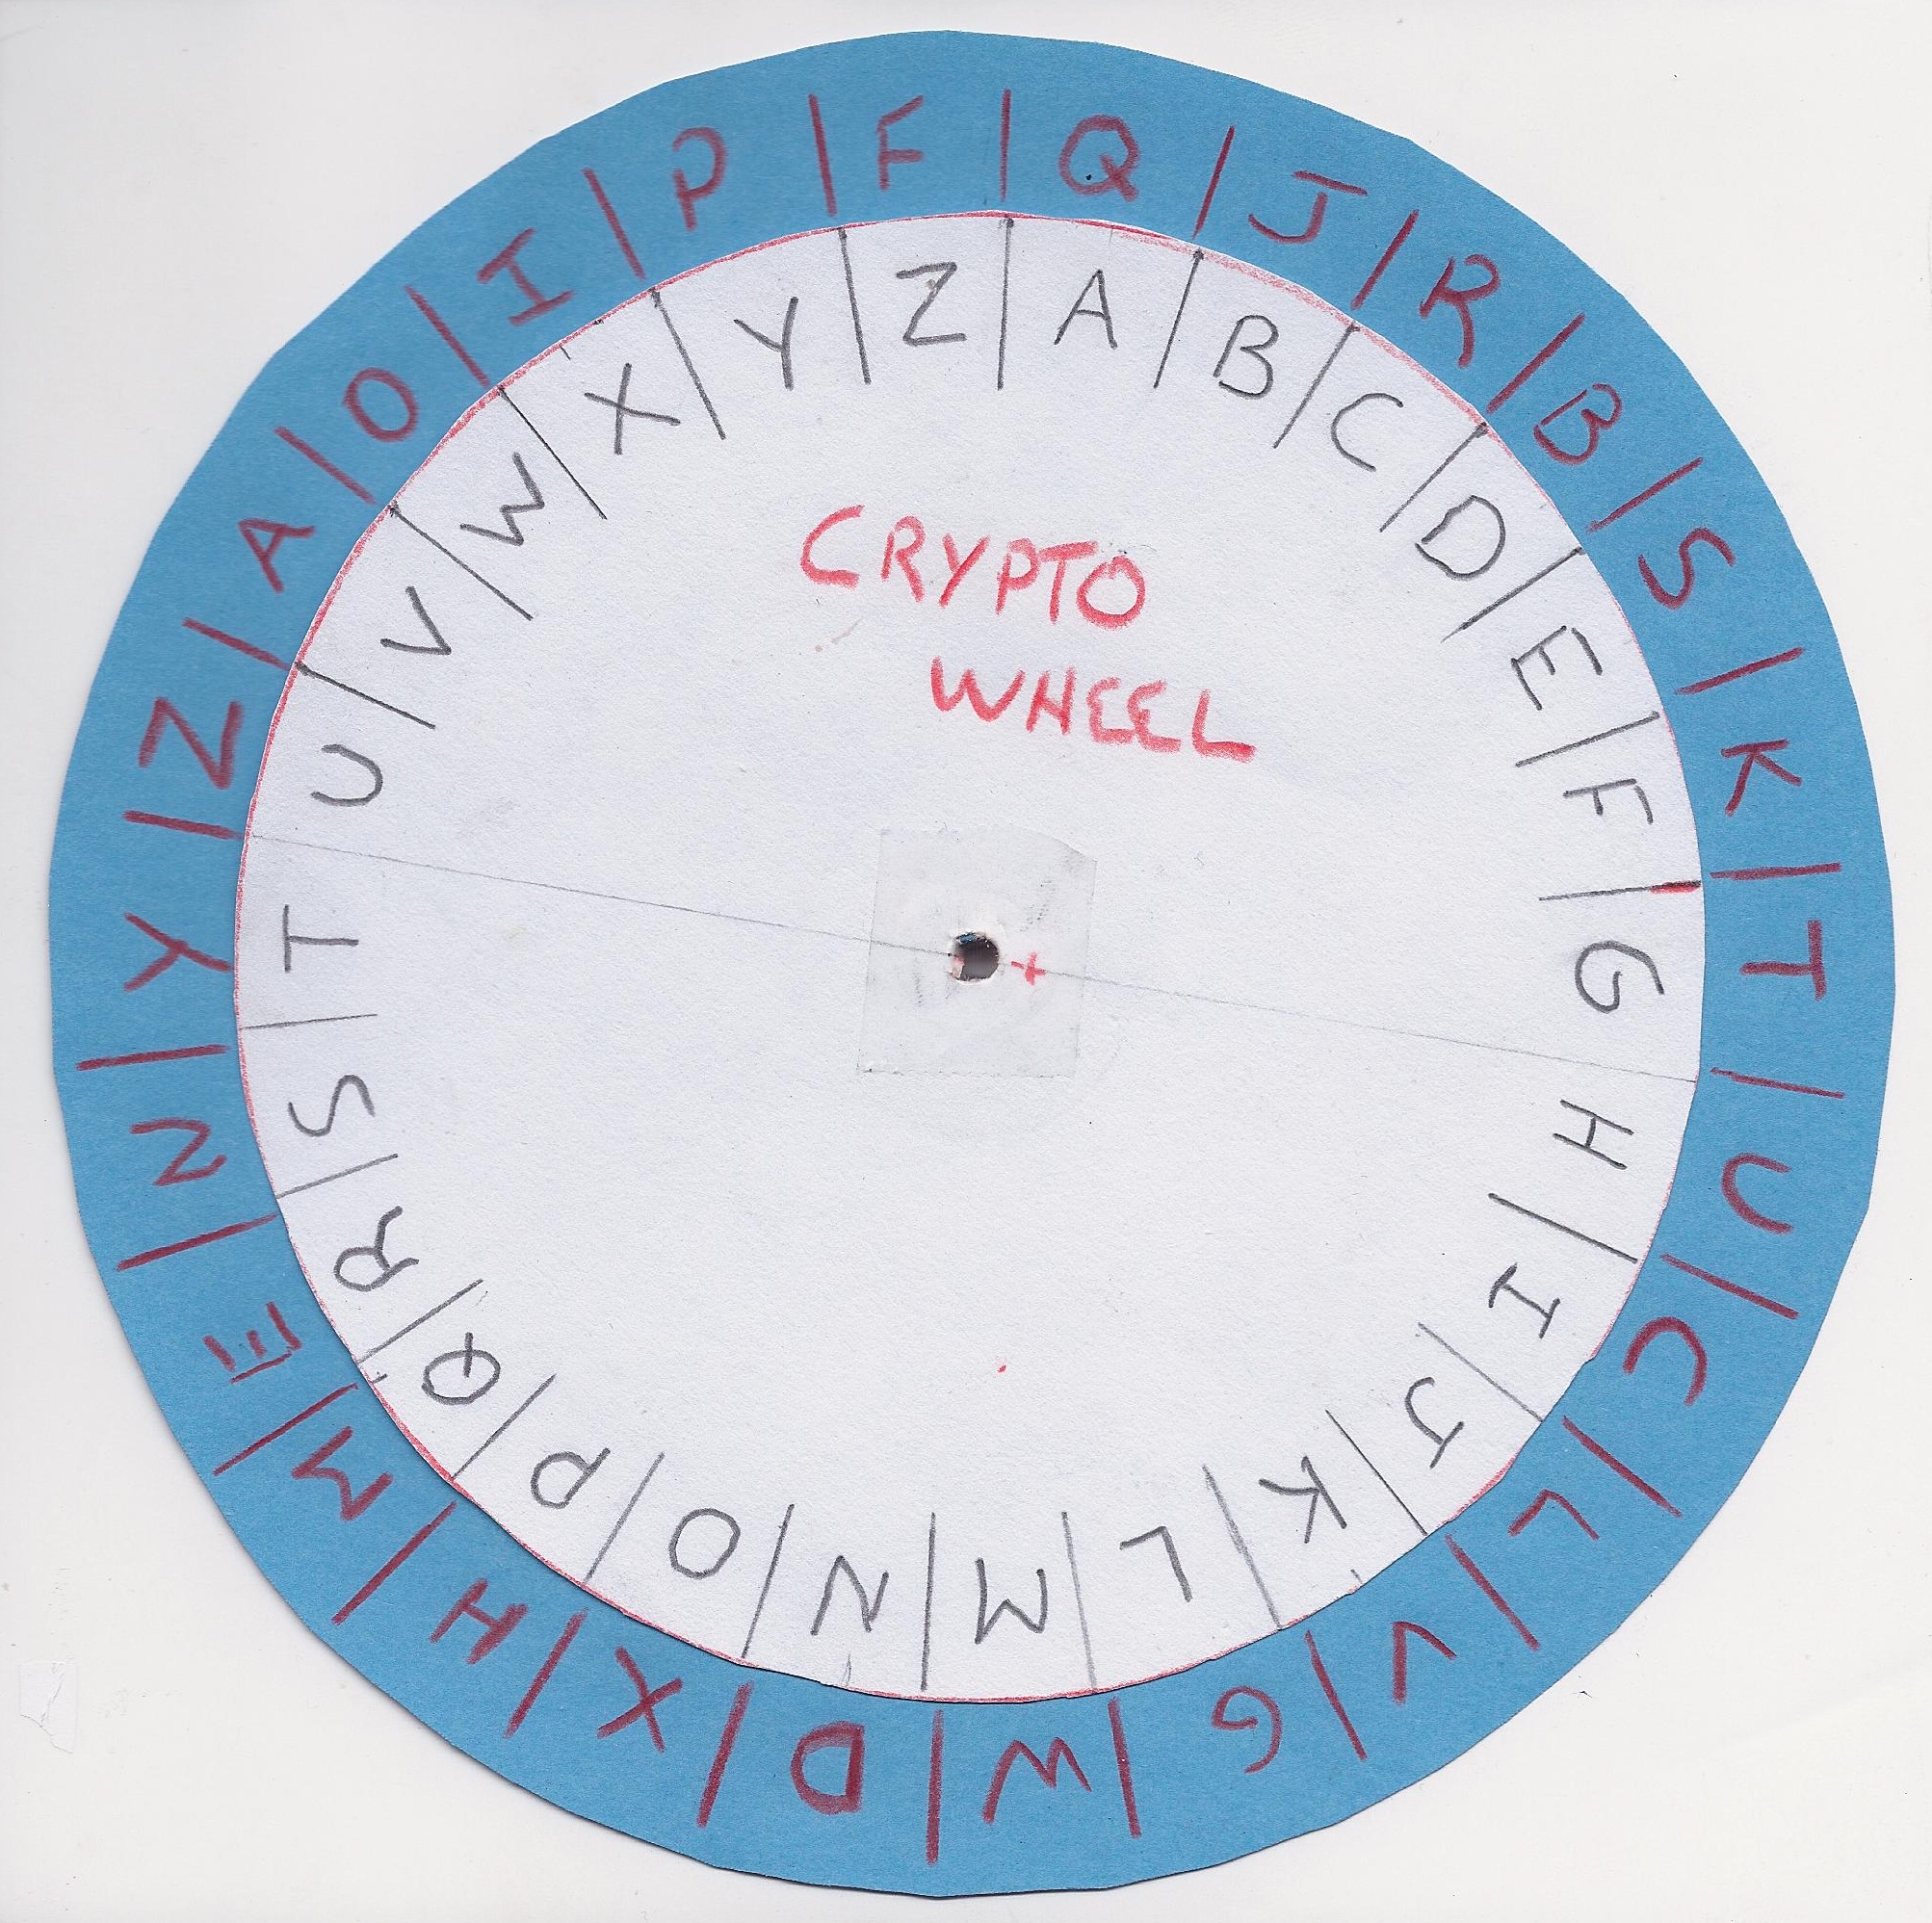 CRYPTO
WHEEL
Q J R B S K T U C L V G W D X H M E N Y Z A O I P F
A B C D E F G H I J K L M N O P Q R S T U V W X Y Z